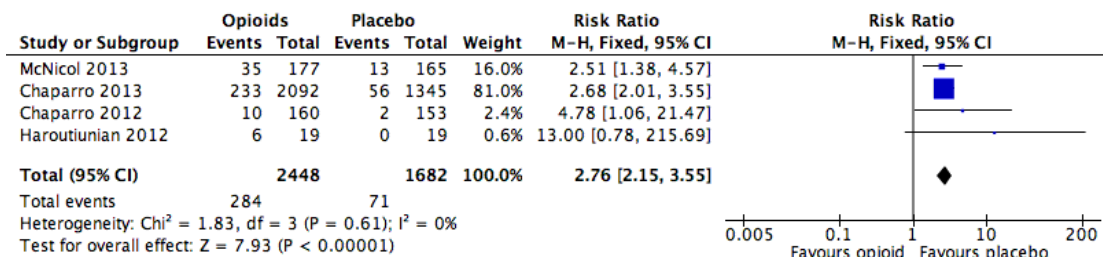 Opioids Placebo Risk Ratio Risk Ratio
Study or Subgroup Events Total Events Total Weight M-H, Fixed, 95% CI M-H, Fixed, 95% CI
McNicol 2013 35 177 13 165 16.0% 2.51 [1.38, 4.57]
Chaparro 2013 233 2092 56 1345 81.0% 2.68 [2.01, 3.55]
Chaparro 2012 10 160 2 153 2.4% 4.78 [1.06, 21.47]
Haroutiunian 2012 6 19 0 19 0.6% 13.00 [0.78, 215.69]
Total (95% CI) 2448 1682 100.0% 2.76 [2.15, 3.55]
Total events 284 71
Heterogeneity: Chi² = 1.83, df = 3 (P = 0.61); I² = 0%
Test for overall effect: Z = 7.93 (P < 0.00001)
0.005 0.1 1 10 200
Favours opioid Favours placebo